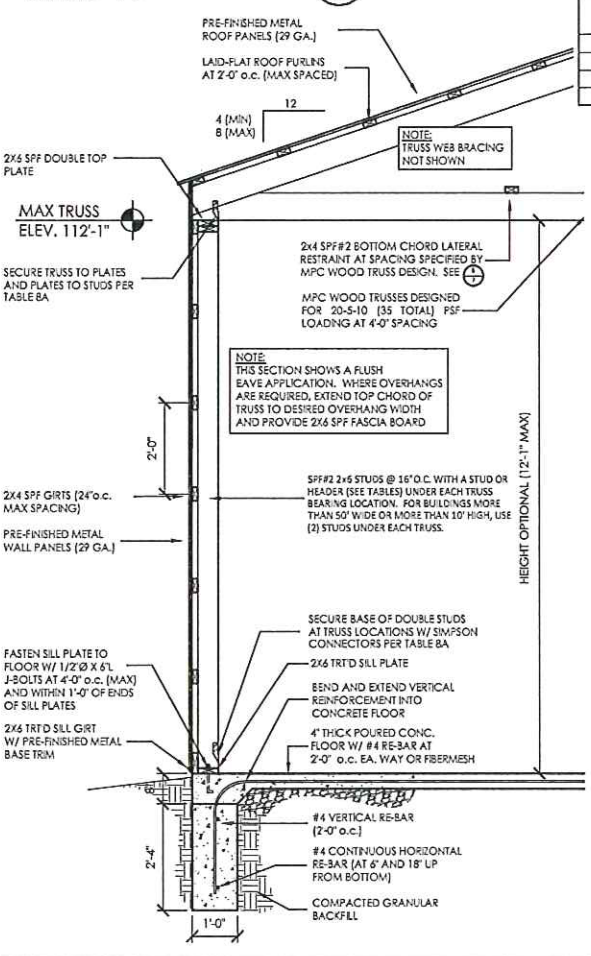 PRE-FINISHED METAL
ROOF PANELS (29 GA.)
LAID-FLAT ROOF PURLINS
AT 2'-0" o.c. (MAX SPACED)
12
4 (MIN)
8 (MAX)
NOTE:
TRUSS WEB BRACING
NOT SHOWN
2X6 SPF DOUBLE TOP
PLATE
MAX TRUSS
ELEV. 112'-1"
SECURE TRUSS TO PLATES
AND PLATES TO STUDS PER
TABLE 8A
2x4 SPF#2 BOTTOM CHORD LATERAL
RESTRAINT AT SPACING SPECIFIED BY
MPC WOOD TRUSS DESIGN. SEE
MPC WOOD TRUSSES DESIGNED
FOR 20-5-10 (35 TOTAL) PSF
LOADING AT 4'-0" SPACING
NOTE:
THIS SECTION SHOWS A FLUSH
EAVE APPLICATION. WHERE OVERHANGS
ARE REQUIRED, EXTEND TOP CHORD OF
TRUSS TO DESIRED OVERHANG WIDTH
AND PROVIDE 2X6 SPF FASCIA BOARD
2'-0"
HEIGHT OPTIONAL (12'-1" MAX)
2X4 SPF GIRTS (24"o.c.
MAX SPACING)
SPF#2 2x6 STUDS @ 16"O.C. WITH A STUD OR
HEADER (SEE TABLES) UNDER EACH TRUSS
BEARING LOCATION. FOR BUILDINGS MORE
THAN 50' WIDE OR MORE THAN 10' HIGH, USE
(2) STUDS UNDER EACH TRUSS.
PRE-FINISHED METAL
WALL PANELS (29 GA.)
SECURE BASE OF DOUBLE STUDS
AT TRUSS LOCATIONS W/ SIMPSON
CONNECTORS PER TABLE 8A
FASTEN SILL PLATE TO
FLOOR W/ 1/2"Ø X 6"L
J-BOLTS AT 4'-0" o.c. (MAX)
AND WITHIN 1'-0" OF ENDS
OF SILL PLATES
2X6 TRT'D SILL PLATE
BEND AND EXTEND VERTICAL
REINFORCEMENT INTO
CONCRETE FLOOR
2X6 TRT'D SILL GIRT
W/ PRE-FINISHED METAL
BASE TRIM
4" THICK POURED CONC.
FLOOR W/ #4 RE-BAR AT
2'-0" o.c. EA. WAY OR FIBERMESH
#4 VERTICAL RE-BAR
(2'-0"o.c.)
2'-4"
#4 CONTINUOUS HORIZONTAL
RE-BAR (AT 6" AND 18" UP
FROM BOTTOM)
COMPACTED GRANULAR
BACKFILL
1'-0"